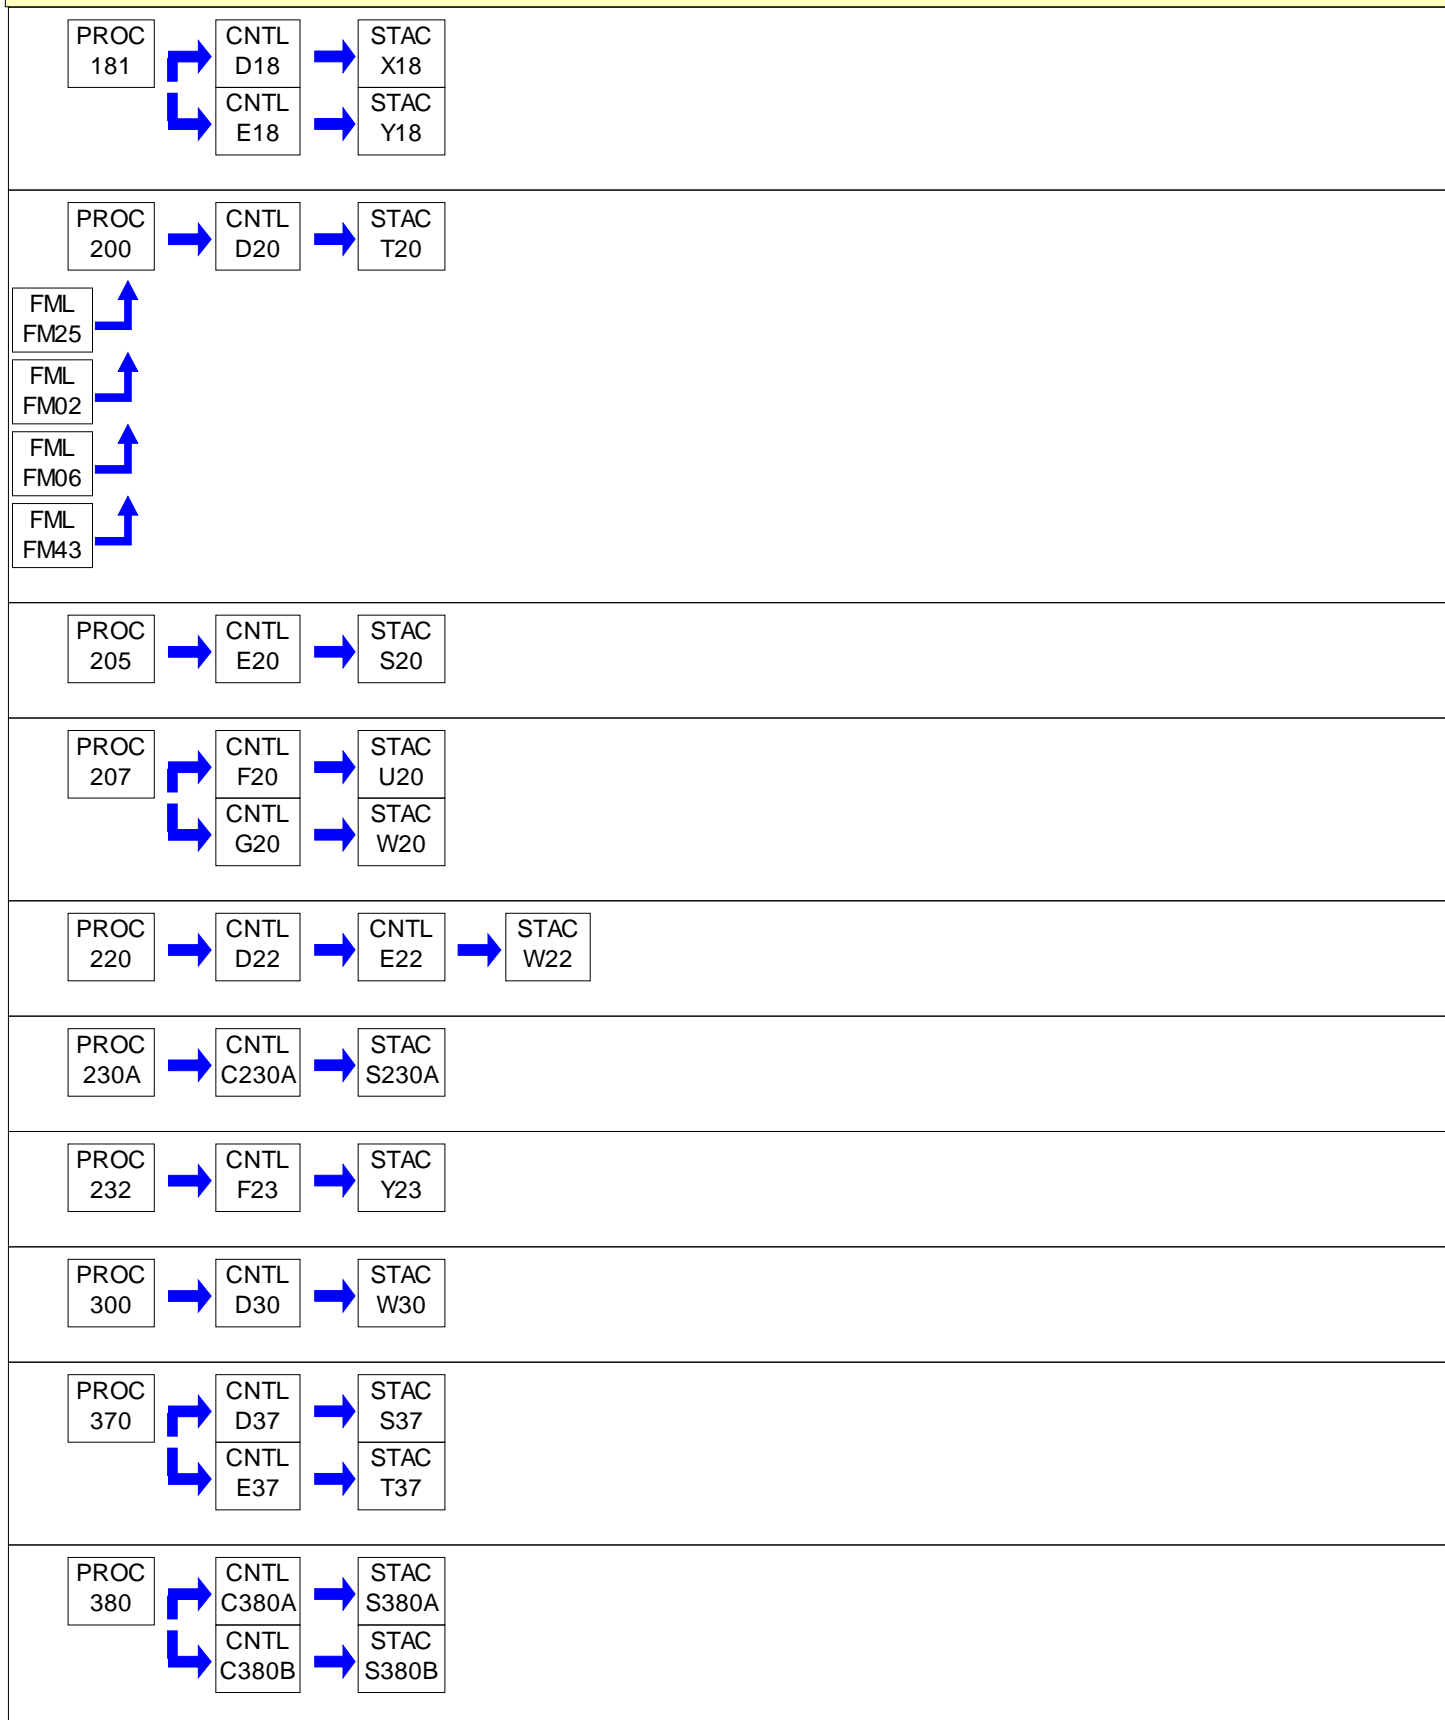 PROC CNTL STAC
181 D18 X18
CNTL STAC
E18 Y18
PROC CNTL STAC
200 D20 T20
FML
FM25
FML
FM02
FML
FM06
FML
FM43
PROC CNTL STAC
205 E20 S20
PROC CNTL STAC
207 F20 U20
CNTL STAC
G20 W20
PROC CNTL CNTL STAC
220 D22 E22 W22
PROC CNTL STAC
230A C230A S230A
PROC CNTL STAC
232 F23 Y23
PROC CNTL STAC
300 D30 W30
PROC CNTL STAC
370 D37 S37
CNTL STAC
E37 T37
PROC CNTL STAC
380 C380A S380A
CNTL STAC
C380B S380B